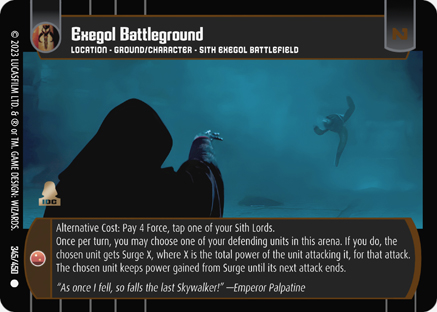 Exegol Battleground
LOCATION - GROUND/CHARACTER - SITH EXEGOL BATTLEFIELD
Alternative Cost: Pay 4 Force, tap one of your Sith Lords.
Once per turn, you may choose one of your defending units in this arena. If you do, the
chosen unit gets Surge X, where X is the total power of the unit attacking it, for that attack.
The chosen unit keeps power gained from Surge until its next attack ends.
“As once I fell, so falls the last Skywalker!” —Emperor Palpatine
© 2023 LUCASFILM LTD. & ® or TM. GAME DESIGN: WIZARDS. 345/450